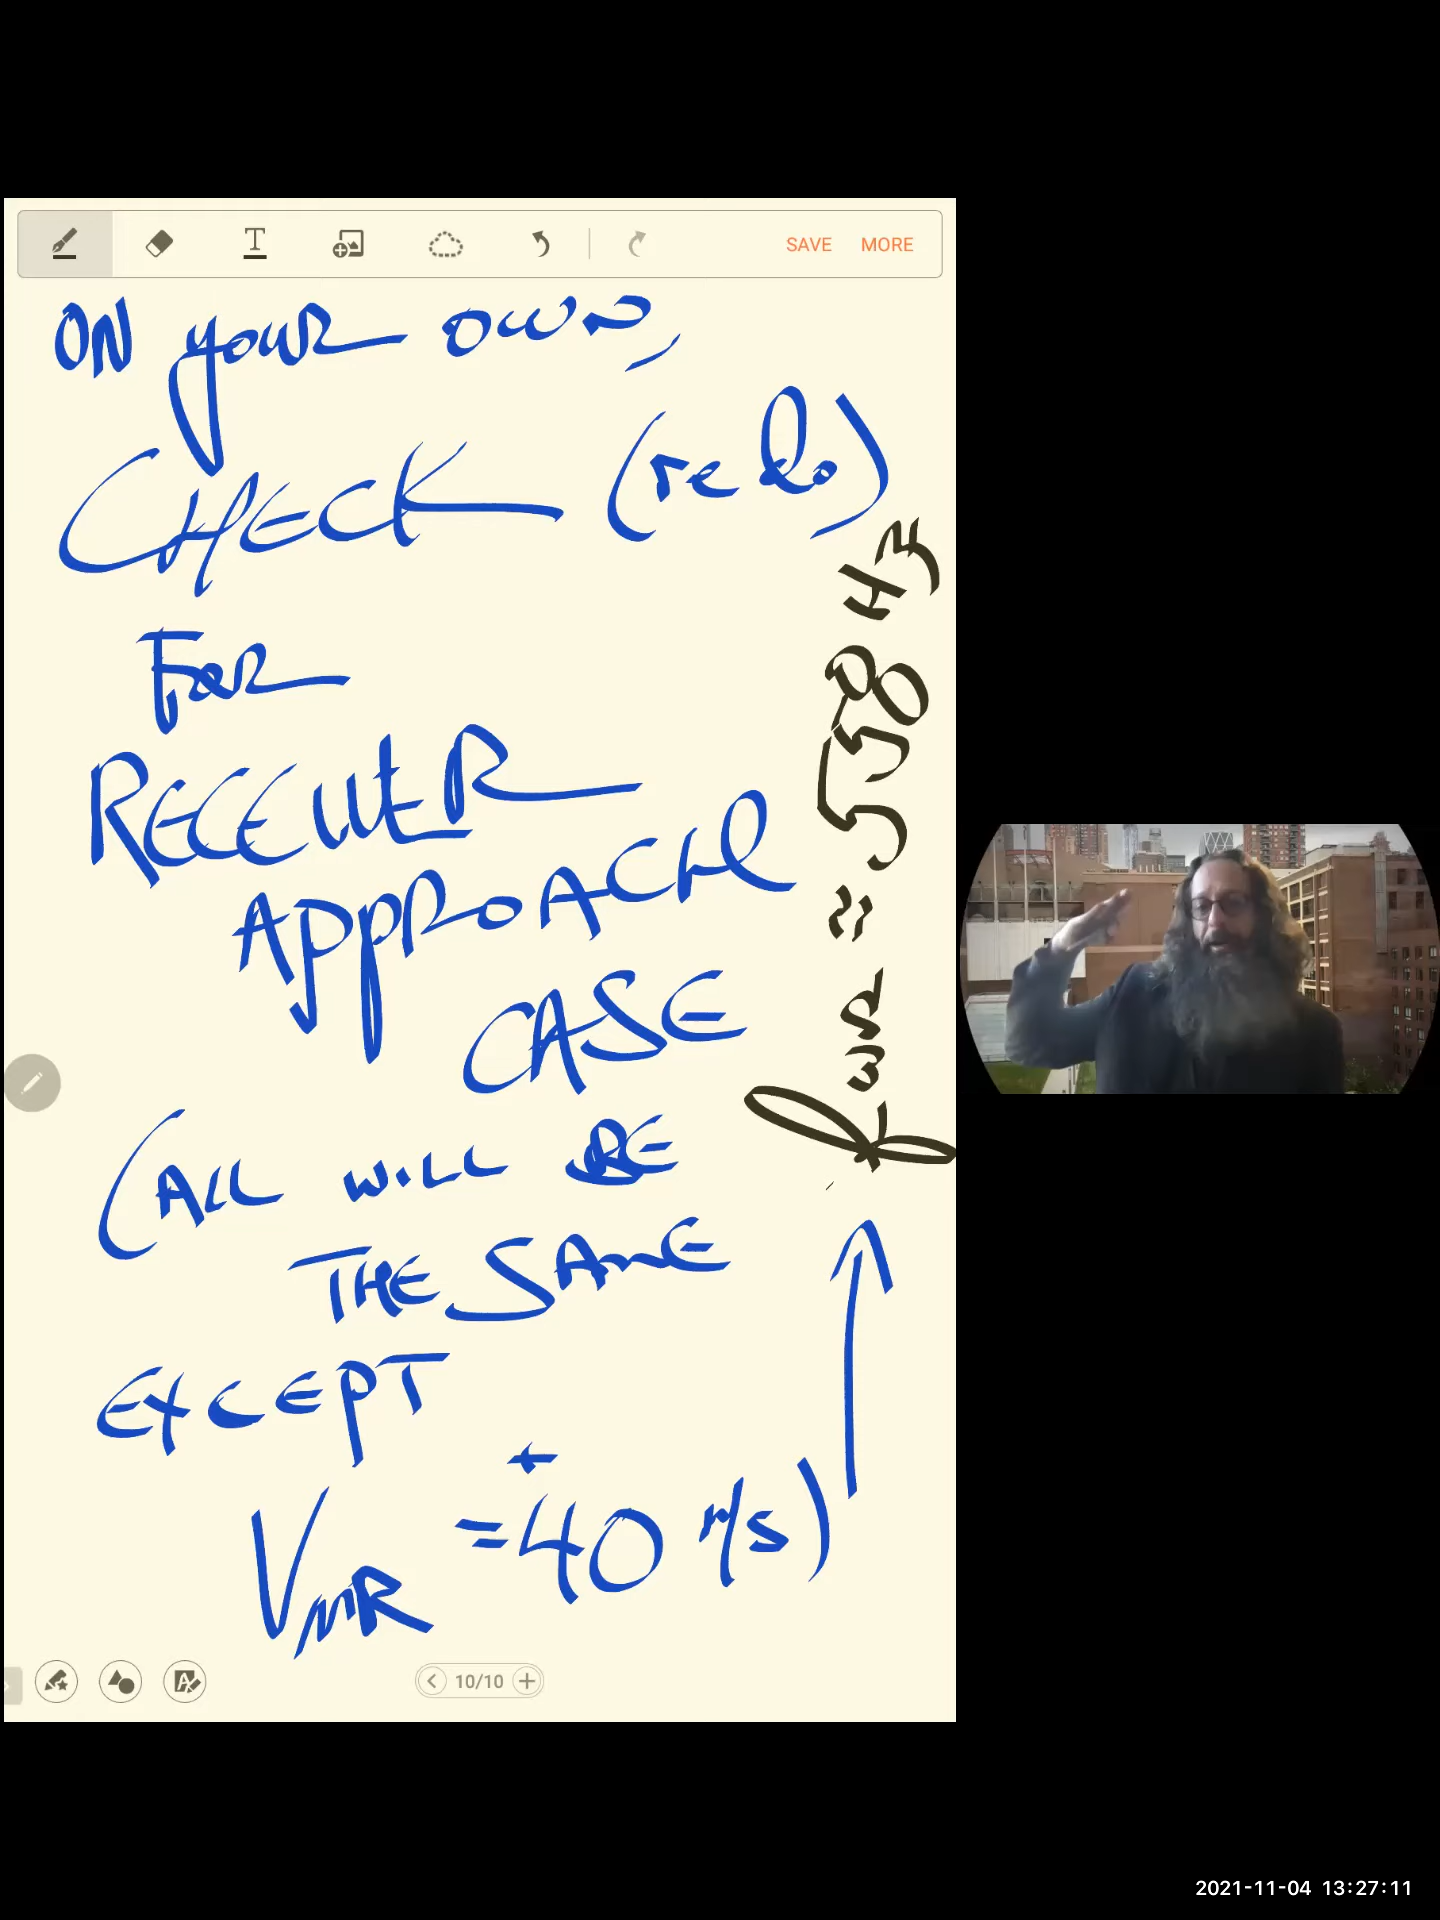 T
SAVE MORE
ON your own,
CHECK (redo)
FOR
RECEIVER
APPROACH
CASE
(ALL WILL BE
THE SAME
EXCEPT
VMR = +40 m/s)
= 558 Hz
10/10
2021-11-04 13:27:11